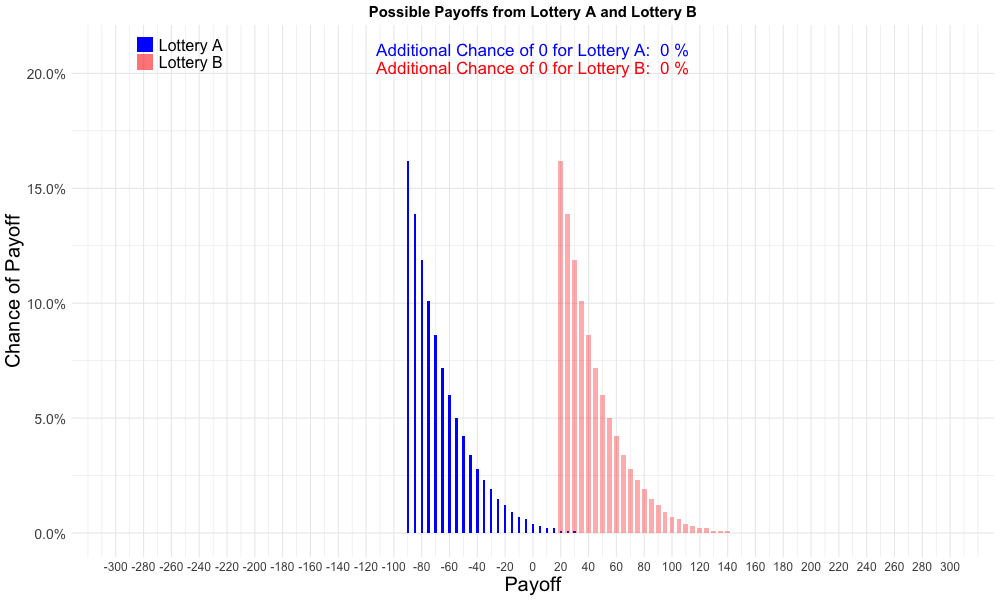 Possible Payoffs from Lottery A and Lottery B
Lottery A
Lottery B
Additional Chance of 0 for Lottery A:  0 %
Additional Chance of 0 for Lottery B:  0 %
Chance of Payoff
20.0%
15.0%
10.0%
5.0%
0.0%
-300 -280 -260 -240 -220 -200 -180 -160 -140 -120 -100 -80 -60 -40 -20 0 20 40 60 80 100 120 140 160 180 200 220 240 260 280 300
Payoff